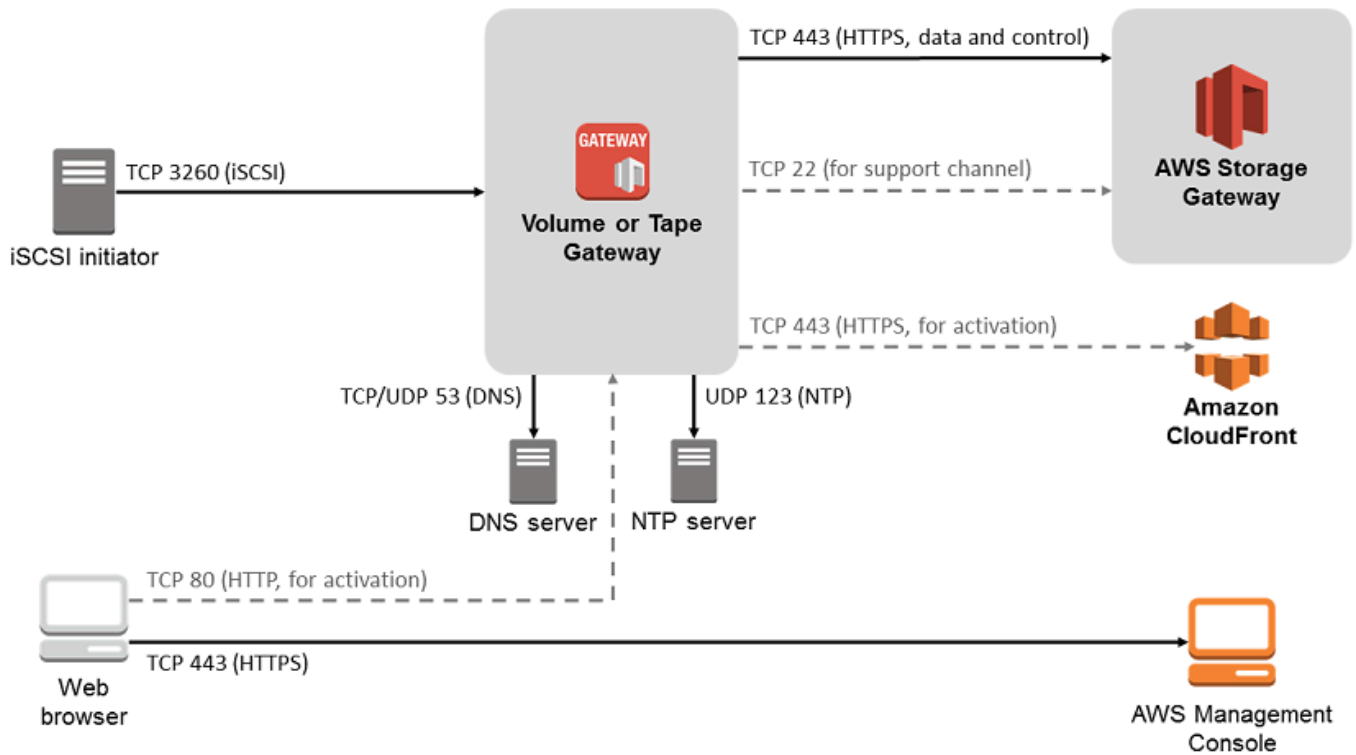 TCP 443 (HTTPS, data and control)
GATEWAY
TCP 3260 (iSCSI)
TCP 22 (for support channel)
AWS Storage
Gateway
Volume or Tape
Gateway
iSCSI initiator
TCP 443 (HTTPS, for activation)
TCP/UDP 53 (DNS)
UDP 123 (NTP)
Amazon
CloudFront
DNS server
NTP server
TCP 80 (HTTP, for activation)
TCP 443 (HTTPS)
Web
browser
AWS Management
Console